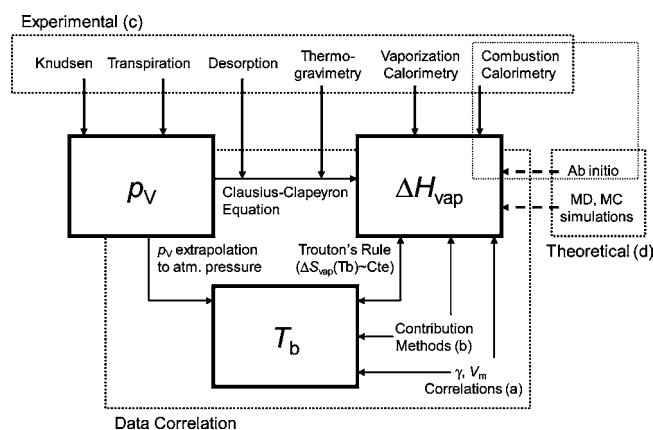 Experimental (c)
Knudsen Transpiration Desorption Thermo-gravimetry Vaporization Calorimetry Combustion Calorimetry
pV
Clausius-Clapeyron
Equation
ΔHvap
Ab initio
MD, MC
simulations
Theoretical (d)
pV extrapolation
to atm. pressure
Trouton's Rule
(ΔSvap(Tb)~Cte)
Tb
Contribution
Methods (b)
γ, Vm
Correlations (a)
Data Correlation